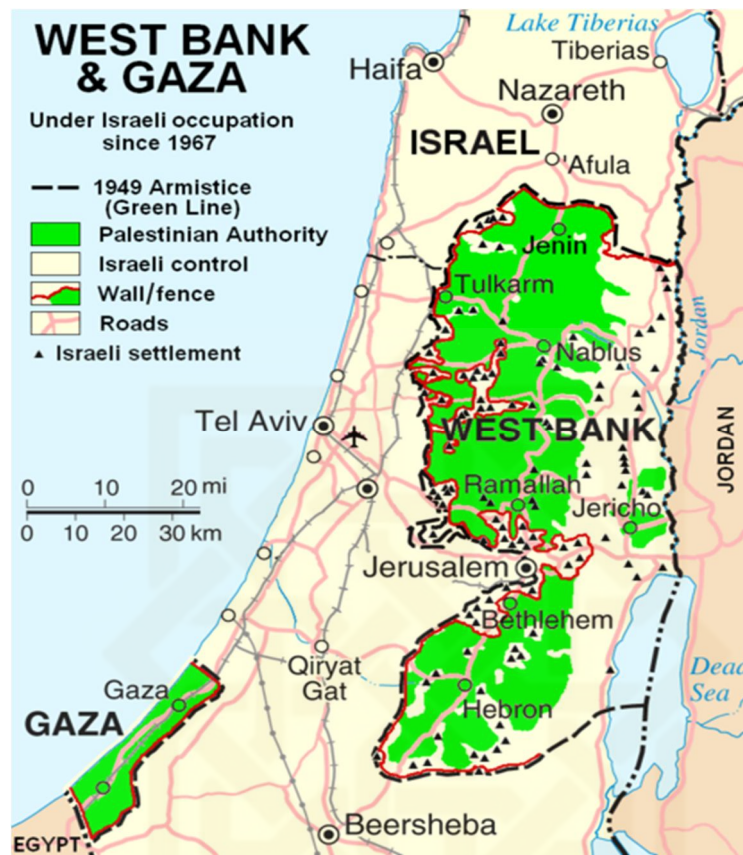 WEST BANK
& GAZA
Under Israeli occupation
since 1967
1949 Armistice
(Green Line)
Palestinian Authority
Israeli control
Wall/fence
Roads
Israeli settlement
Lake Tiberias
Tiberias
Haifa
Nazareth
ISRAEL
'Afula
Jenin
Tulkarm
Nablus
Jordan
Tel Aviv
WEST BANK
JORDAN
0 10 20 mi
0 10 20 30 km
Ramallah
Jericho
Jerusalem
Bethlehem
Qiryat
Gat
Dead
Sea
Gaza
GAZA
Hebron
Beersheba
EGYPT